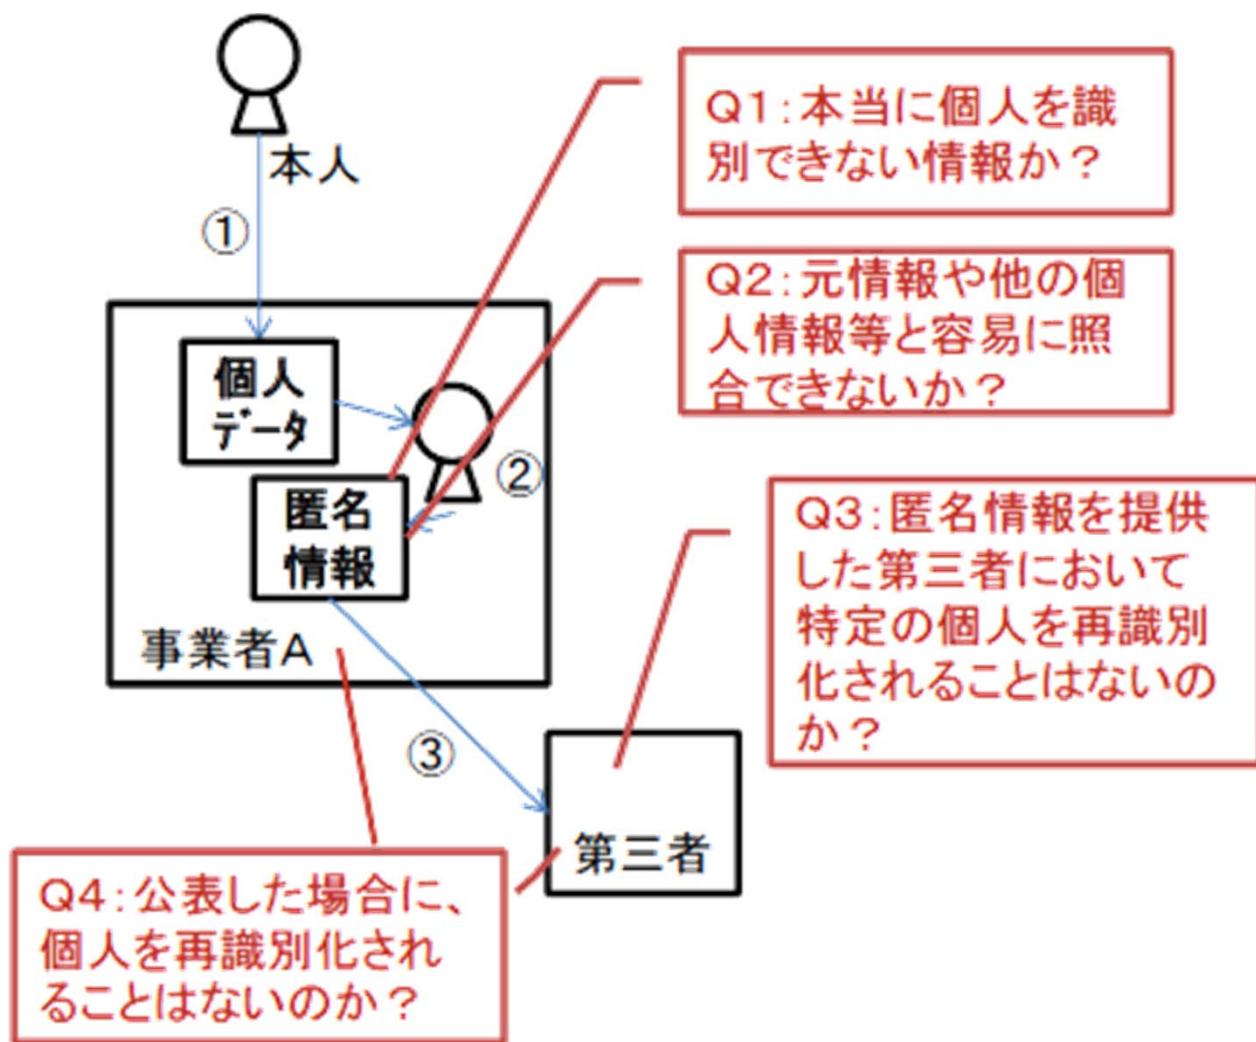 本人
①
Q1:本当に個人を識
別できない情報か?
Q2:元情報や他の個
人情報等と容易に照
合できないか?
個人
データ
②
匿名
情報
事業者A
Q3:匿名情報を提供
した第三者において
特定の個人を再識別
化されることはないの
か?
③
第三者
Q4:公表した場合に、
個人を再識別化され
ることはないのか?